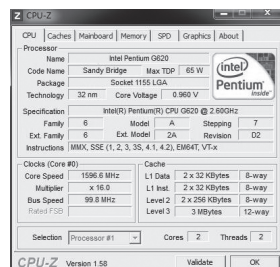 CPU-Z
CPU Caches Mainboard Memory SPD Graphics About
Processor
Name Intel Pentium G620
Code Name Sandy Bridge Max TDP 65 W
Package Socket 1155 LGA
Technology 32 nm Core Voltage 0.960 V
(intel)
Pentium
inside™
Specification Intel(R) Pentium(R) CPU G620 @ 2.60GHz
Family 6 Model A Stepping 7
Ext. Family 6 Ext. Model 2A Revision D2
Instructions MMX, SSE (1, 2, 3, 3S, 4.1, 4.2), EM64T, VT-x
Clocks (Core #0) Cache
Core Speed 1596.6 MHz L1 Data 2 x 32 KBytes 8-way
Multiplier x 16.0 L1 Inst. 2 x 32 KBytes 8-way
Bus Speed 99.8 MHz Level 2 2 x 256 KBytes 8-way
Rated FSB Level 3 3 MBytes 12-way
Selection Processor #1 Cores 2 Threads 2
CPU-Z Version 1.58 Validate OK